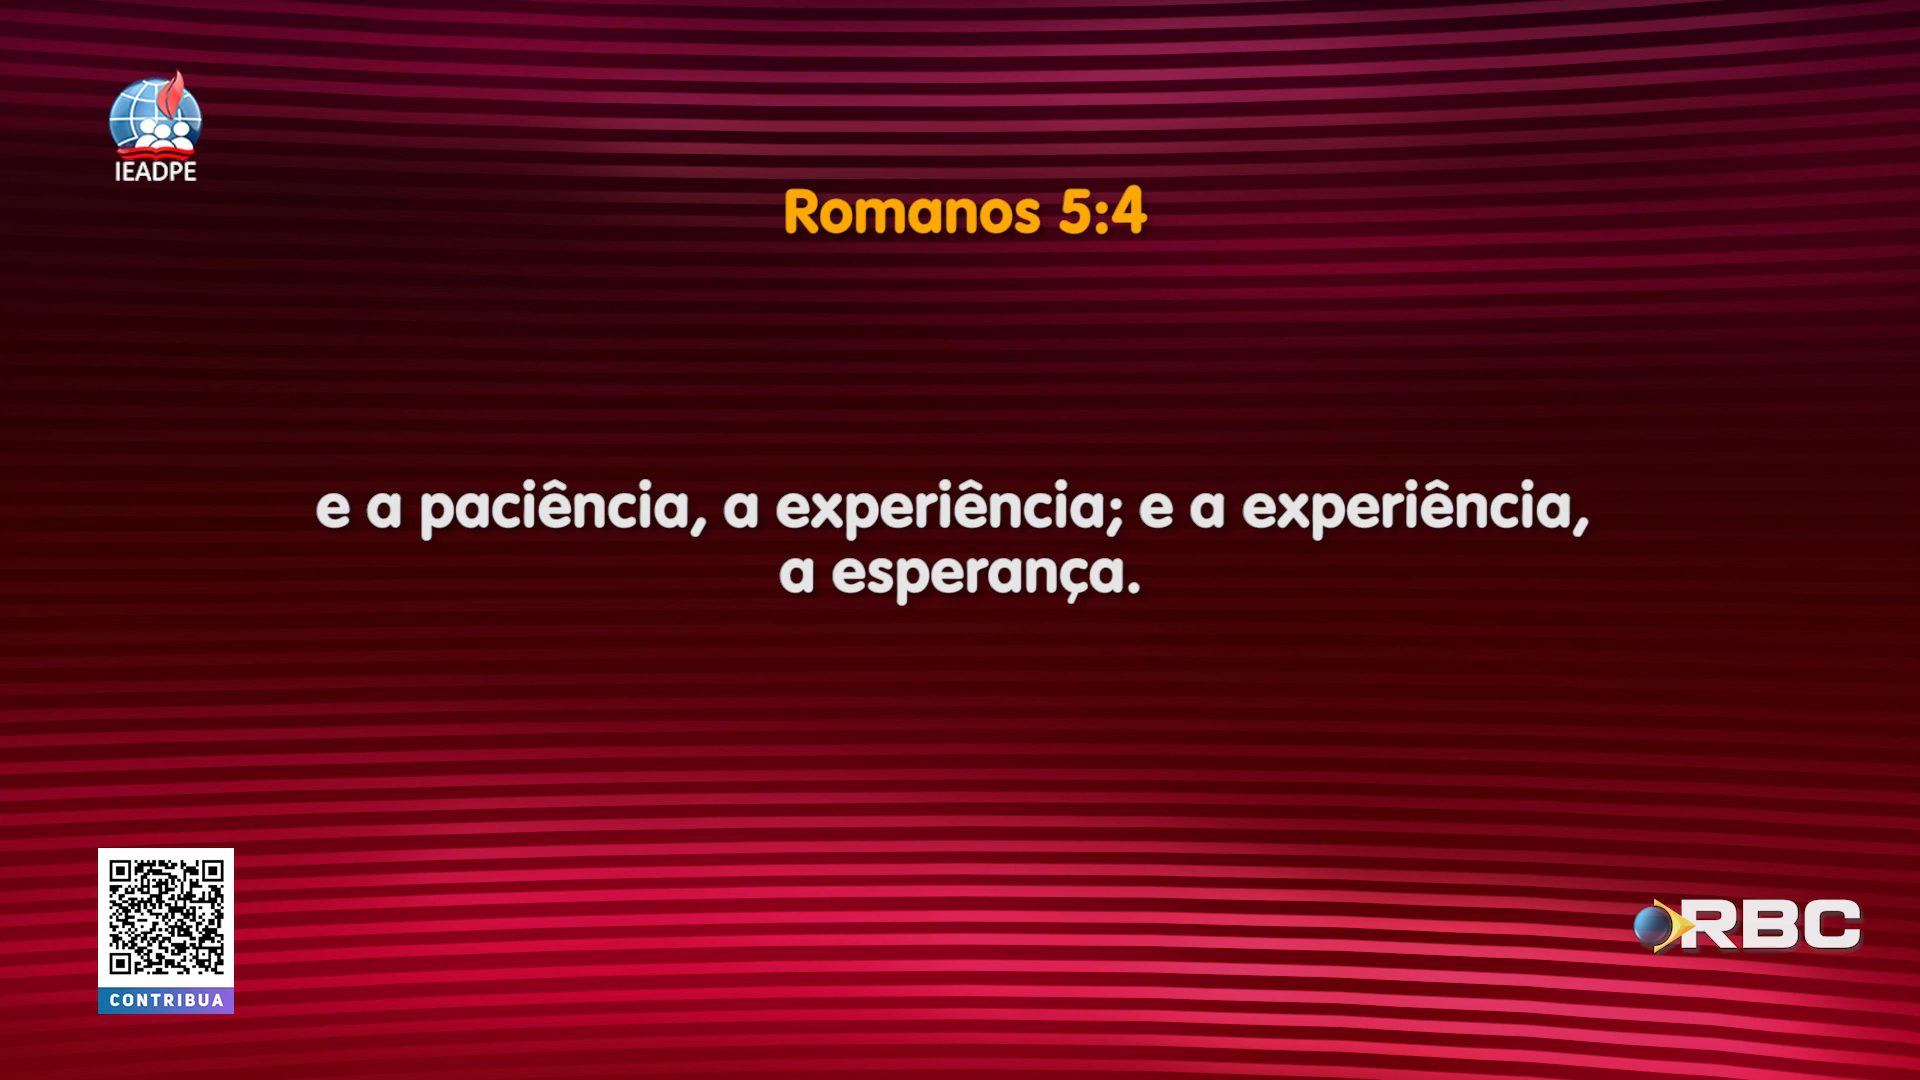 IEADPE
Romanos 5:4
e a paciência, a experiência; e a experiência,
a esperança.
CONTRIBUA
RBC